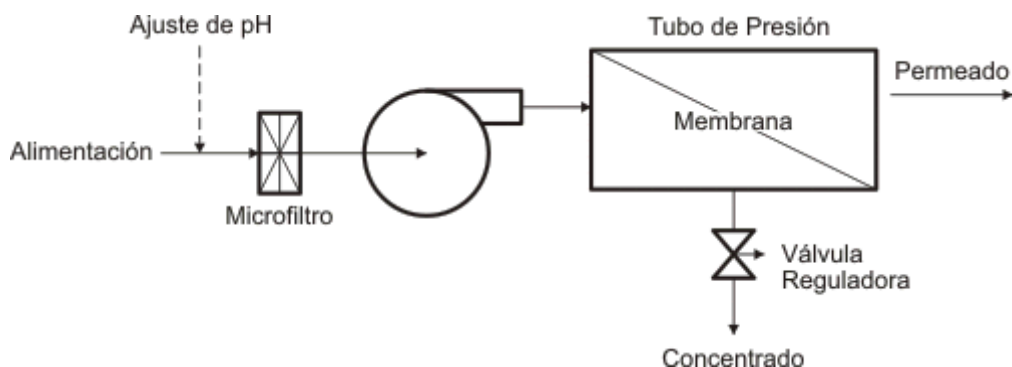 Ajuste de pH
Tubo de Presión
Permeado
Membrana
Alimentación
Microfiltro
Válvula
Reguladora
Concentrado